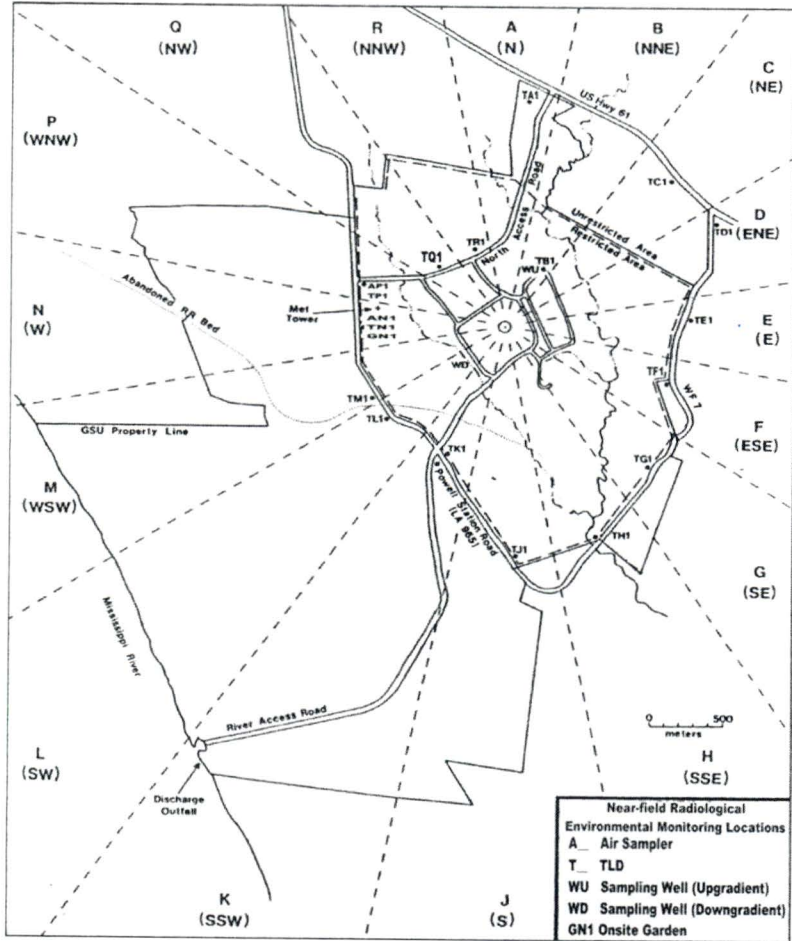 Q
(NW)
R
(NNW)
A
(N)
B
(NNE)
C
(NE)
P
(WNW)
US Hwy 61
TA1
TC1
D
(ENE)
TD1
North Access Road
Unrestricted Area
Restricted Area
TR1
TQ1
WU
TB1
N
(W)
Abandoned RR Bed
Met
Tower
AP1
TP1
AN1
TN1
GN1
TE1
E
(E)
WD
TF1
WF 7
TM1
TL1
GSU Property Line
F
(ESE)
TK1
TG1
M
(WSW)
Powell Station Road
(LA 965)
TJ1
TH1
G
(SE)
Mississippi River
River Access Road
0 500
meters
L
(SW)
H
(SSE)
Discharge
Outfall
K
(SSW)
J
(S)
Near-field Radiological
Environmental Monitoring Locations
A_ Air Sampler
T_ TLD
WU Sampling Well (Upgradient)
WD Sampling Well (Downgradient)
GN1 Onsite Garden